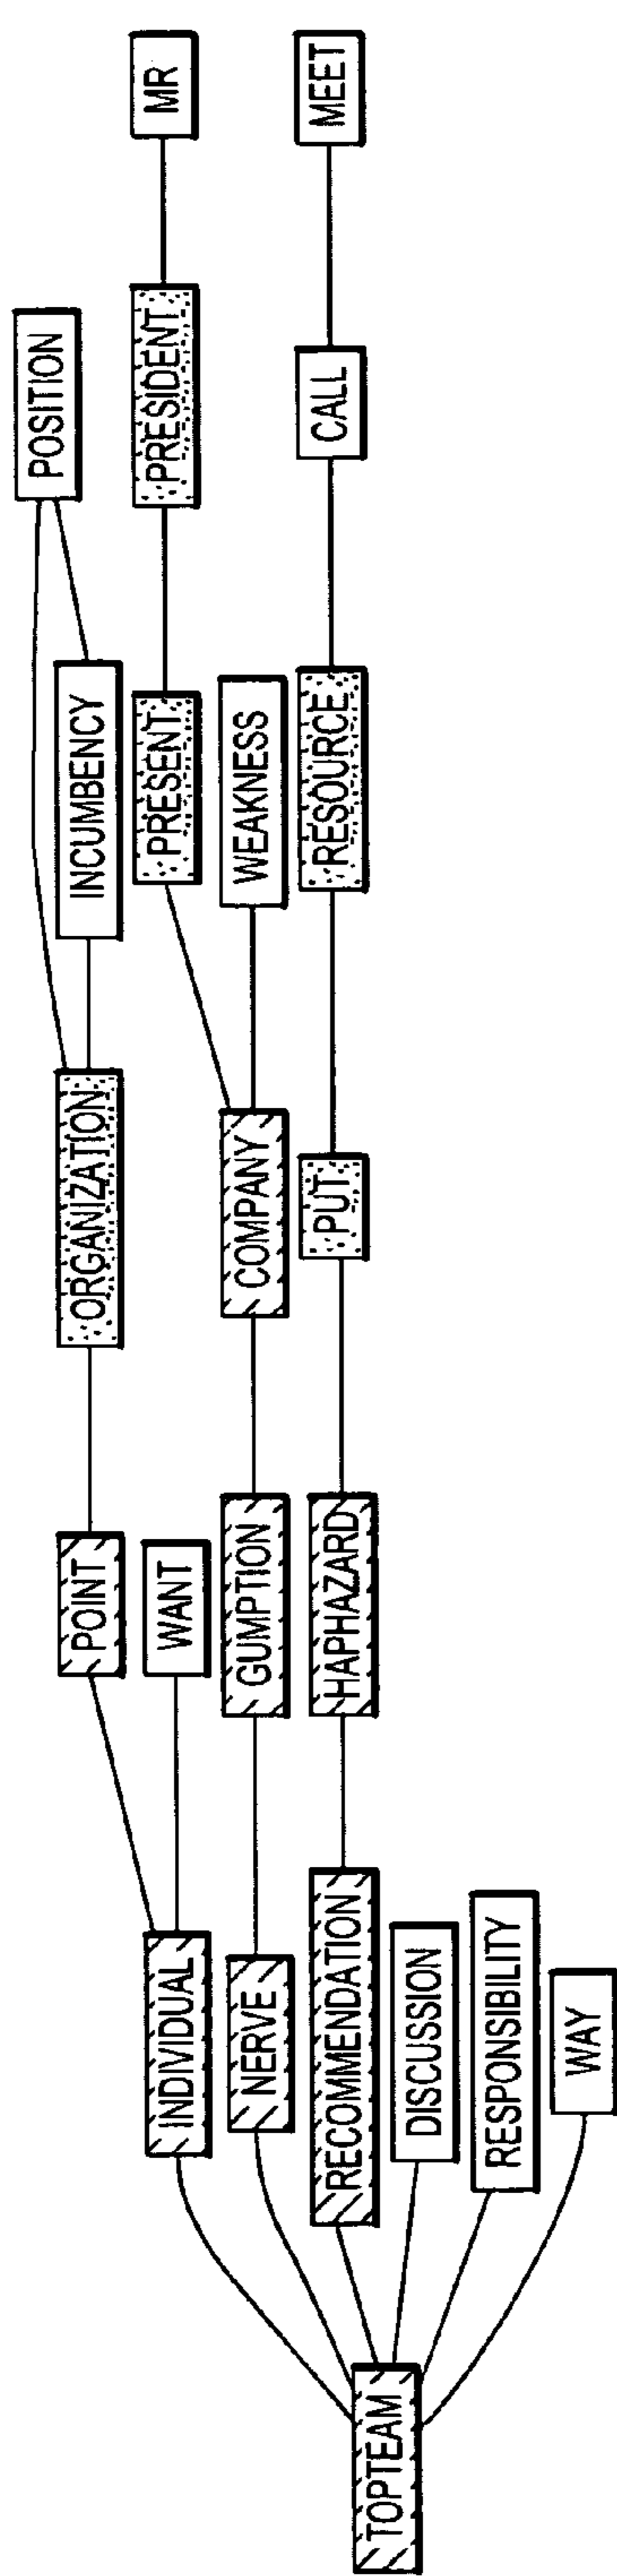 POSITION
INCUMBENCY
ORGANIZATION
POINT
MR
PRESIDENT
PRESENT
WANT
INDIVIDUAL
WEAKNESS
COMPANY
GUMPTION
NERVE
MEET
CALL
RESOURCE
PUT
HAPHAZARD
RECOMMENDATION
DISCUSSION
RESPONSIBILITY
WAY
TOPTEAM